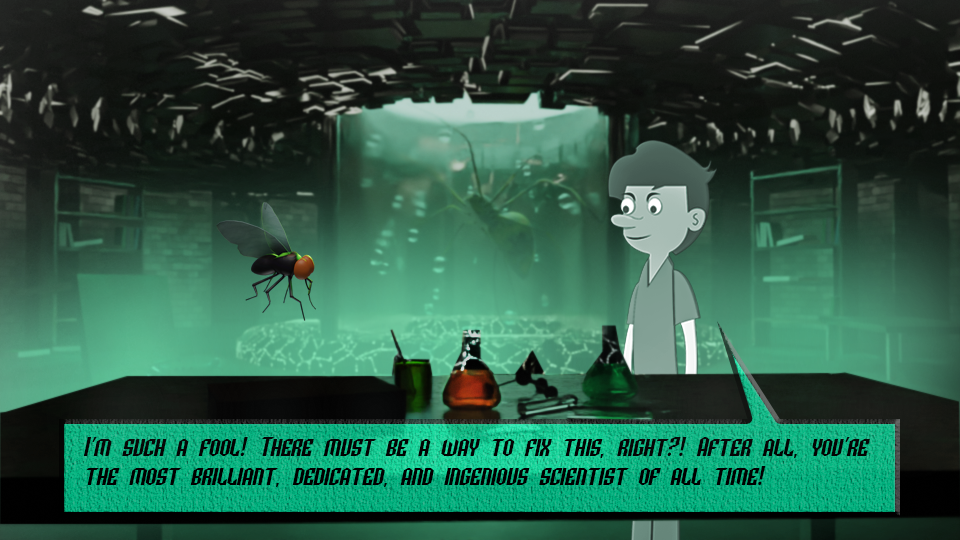 I'm such a fool! There must be a way to fix this, right?! After all, you're
the most brilliant, dedicated, and ingenious scientist of all time!